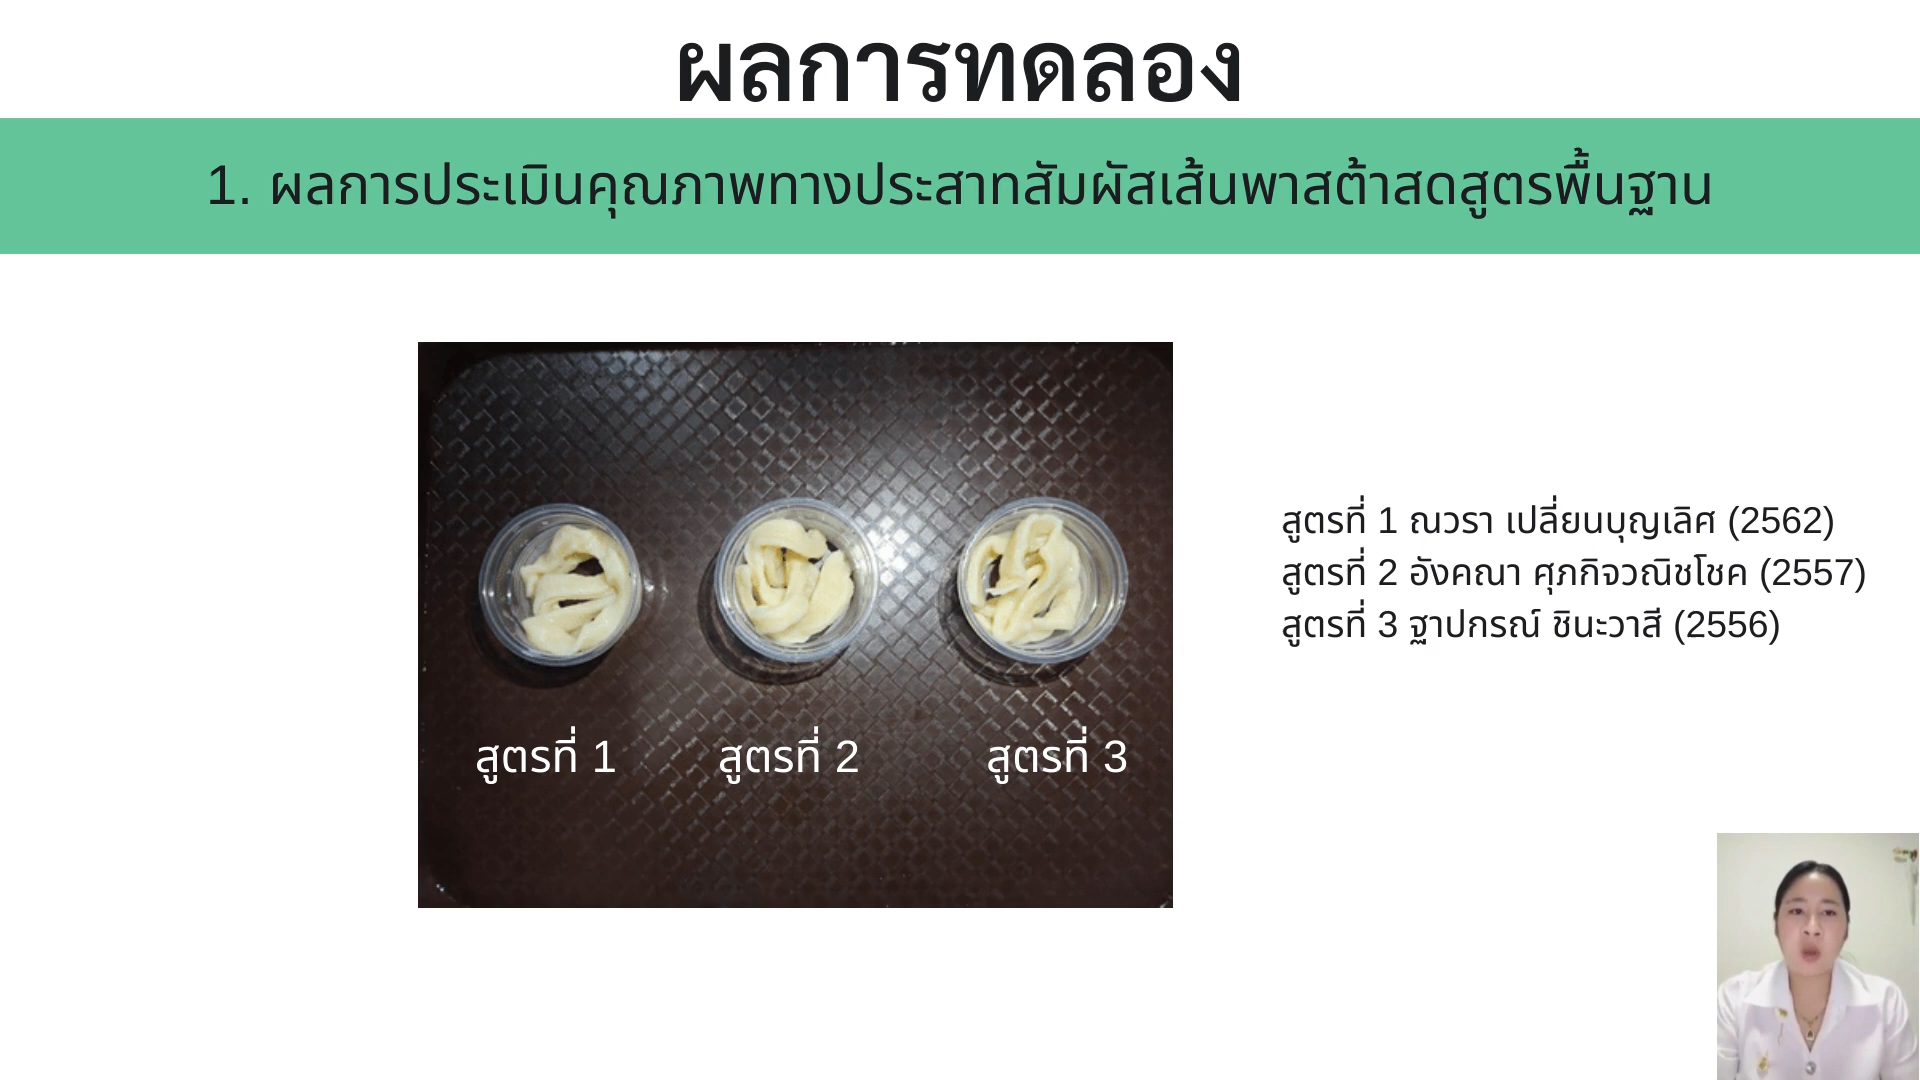 ผลการทดลอง
1. ผลการประเมินคุณภาพทางประสาทสัมผัสเส้นพาสต้าสดสูตรพื้นฐาน
สูตรที่ 1 ณวรา เปลี่ยนบุญเลิศ (2562)
สูตรที่ 2 อังคณา ศุภกิจวณิชโชค (2557)
สูตรที่ 3 ฐาปกรณ์ ชินะวาสี (2556)
สูตรที่ 1 สูตรที่ 2 สูตรที่ 3